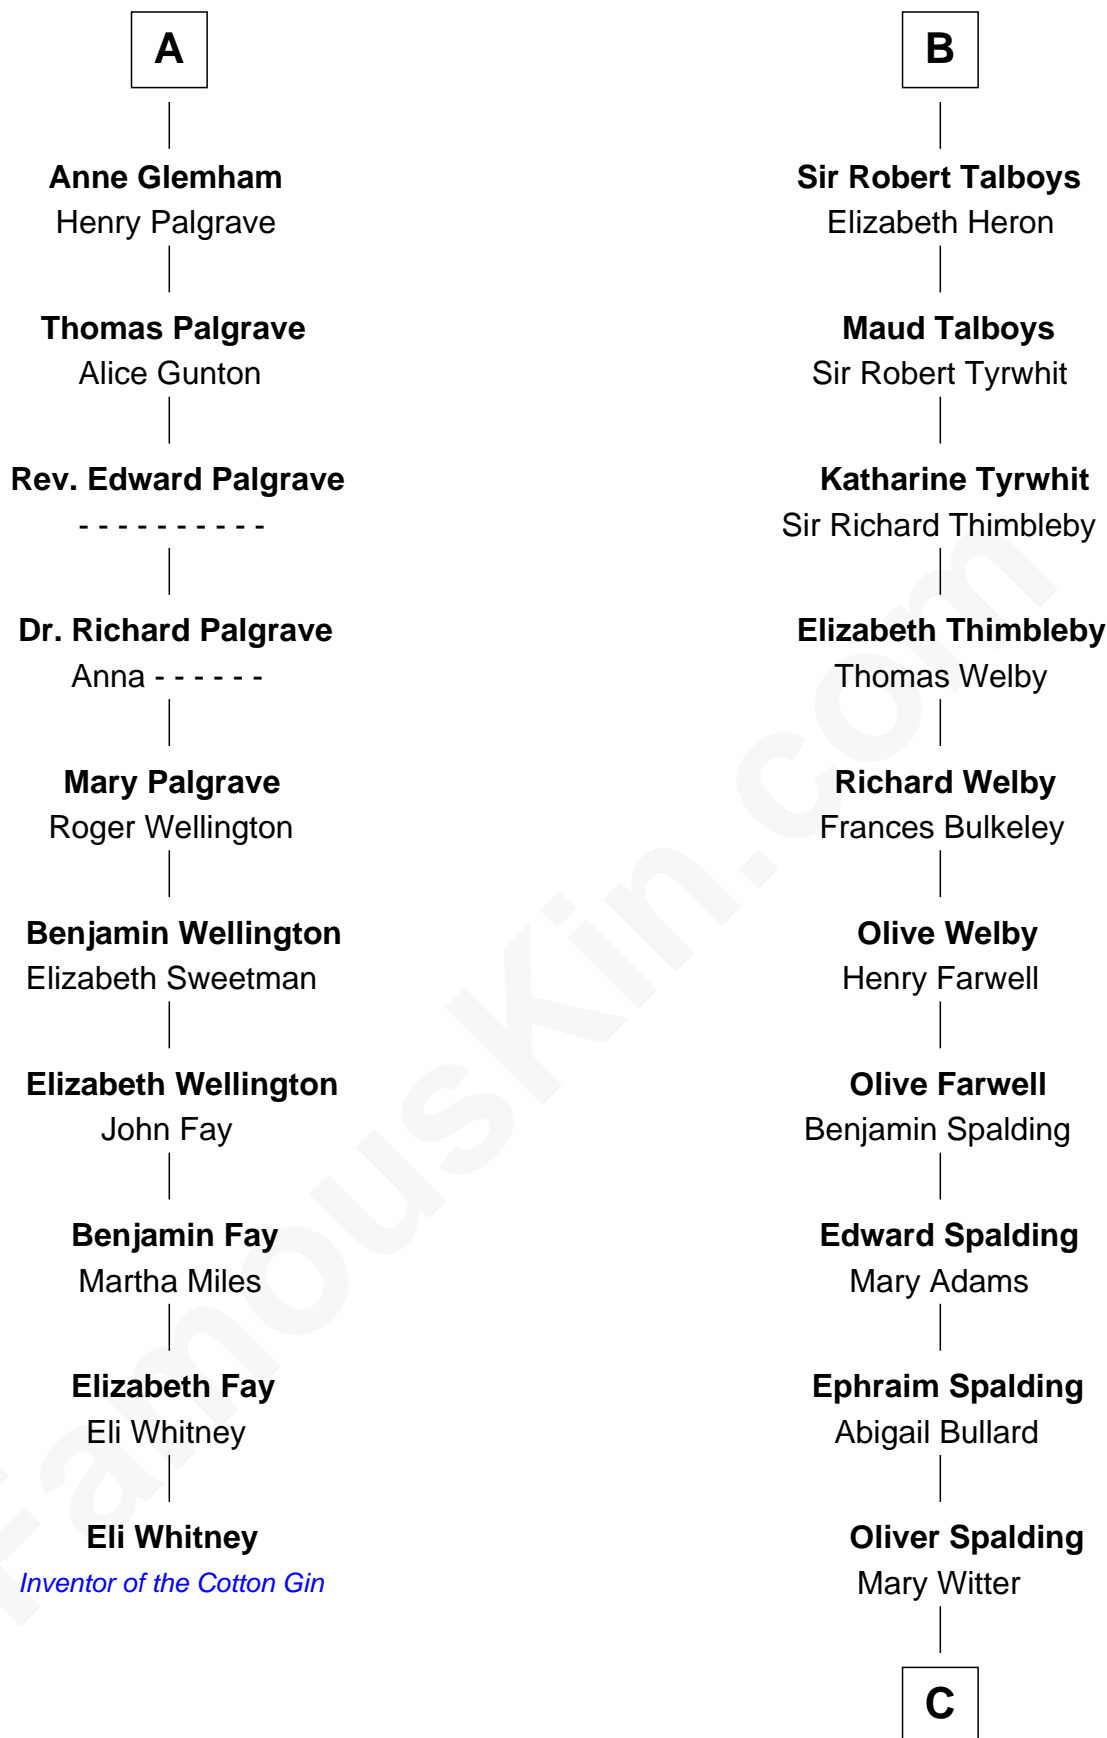 A
Anne Glemham
Henry Palgrave
Thomas Palgrave
Alice Gunton
Rev. Edward Palgrave
- - - - - - - - - -
Dr. Richard Palgrave
Anna - - - - - -
Mary Palgrave
Roger Wellington
Benjamin Wellington
Elizabeth Sweetman
Elizabeth Wellington
John Fay
Benjamin Fay
Martha Miles
Elizabeth Fay
Eli Whitney
Eli Whitney
Inventor of the Cotton Gin
B
Sir Robert Talboys
Elizabeth Heron
Maud Talboys
Sir Robert Tyrwhit
Katharine Tyrwhit
Sir Richard Thimbleby
Elizabeth Thimbleby
Thomas Welby
Richard Welby
Frances Bulkeley
Olive Welby
Henry Farwell
Olive Farwell
Benjamin Spalding
Edward Spalding
Mary Adams
Ephraim Spalding
Abigail Bullard
Oliver Spalding
Mary Witter
C
FamousKin.com